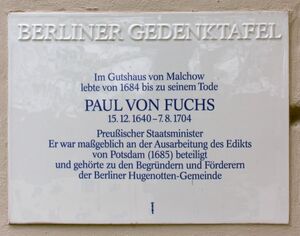 BERLINER GEDENKTAFEL
Im Gutshaus von Malchow
lebte von 1684 bis zu seinem Tode
PAUL VON FUCHS
15. 12. 1640 – 7. 8. 1704
Preußischer Staatsminister
Er war maßgeblich an der Ausarbeitung des Edikts
von Potsdam (1685) beteiligt
und gehörte zu den Begründern und Förderern
der Berliner Hugenotten-Gemeinde